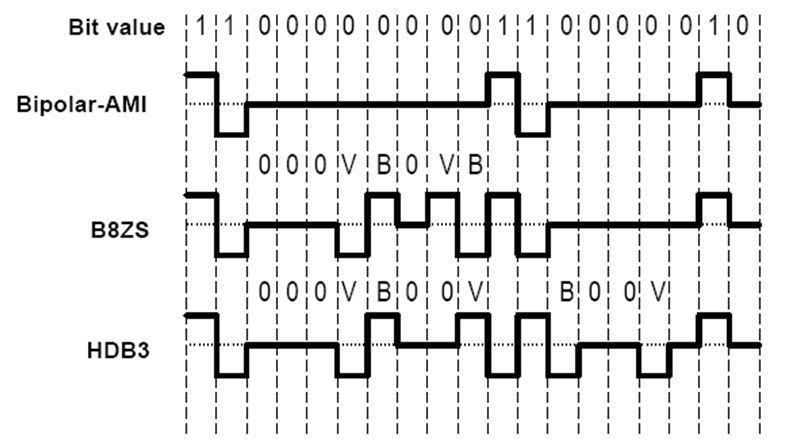 Bit value 1 1 0 0 0 0 0 0 0 0 1 1 0 0 0 0 0 1 0
Bipolar-AMI
0 0 0 V B 0 V B
B8ZS
0 0 0 V B 0 0 V B 0 0 V
HDB3